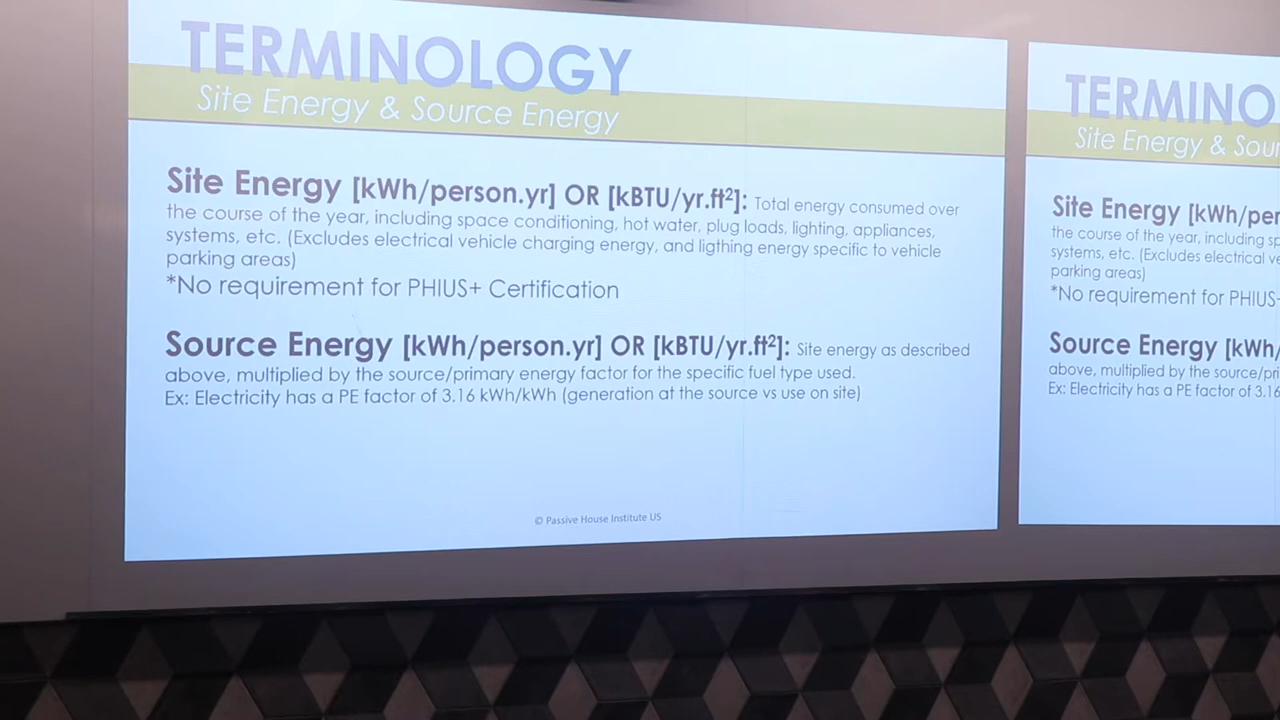 TERMINOLOGY
Site Energy & Source Energy
Site Energy [kWh/person.yr] OR [kBTU/yr.ft²]: Total energy consumed over
the course of the year, including space conditioning, hot water, plug loads, lighting, appliances,
systems, etc. (Excludes electrical vehicle charging energy, and ligthing energy specific to vehicle
parking areas)
*No requirement for PHIUS+ Certification
Source Energy [kWh/person.yr] OR [kBTU/yr.ft²]: Site energy as described
above, multiplied by the source/primary energy factor for the specific fuel type used.
Ex: Electricity has a PE factor of 3.16 kWh/kWh (generation at the source vs use on site)
© Passive House Institute US
TERMINO
Site Energy & Sour
Site Energy [kWh/per
the course of the year, including sp
systems, etc. (Excludes electrical ve
parking areas)
*No requirement for PHIUS+
Source Energy [kWh/
above, multiplied by the source/pri
Ex: Electricity has a PE factor of 3.16